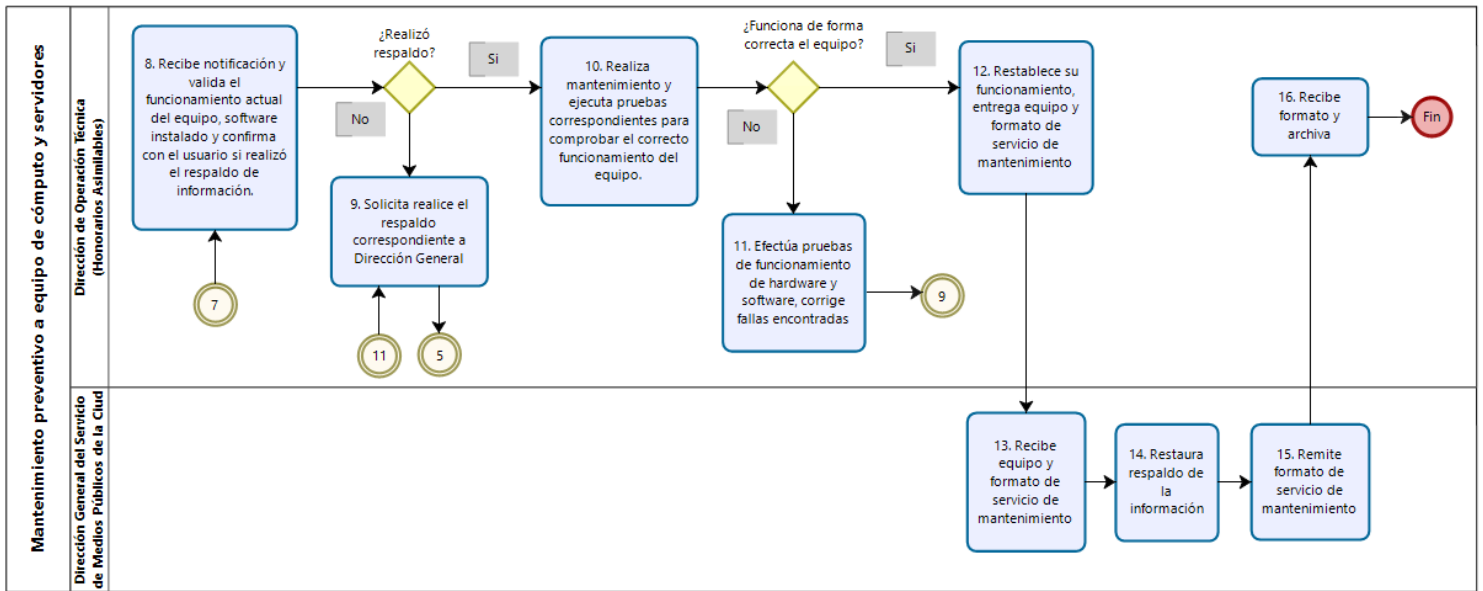 Mantenimiento preventivo a equipo de cómputo y servidores
Dirección de Operación Técnica
(Honorarios Asimilables)
8. Recibe notificación y
valida el
funcionamiento actual
del equipo, software
instalado y confirma
con el usuario si realizó
el respaldo de
información.
7
¿Realizó
respaldo?
Si
No
9. Solicita realice el
respaldo
correspondiente a
Dirección General
11
5
10. Realiza
mantenimiento y
ejecuta pruebas
correspondientes para
comprobar el correcto
funcionamiento del
equipo.
¿Funciona de forma
correcta el equipo?
Si
No
11. Efectúa pruebas
de funcionamiento
de hardware y
software, corrige
fallas encontradas
9
12. Restablece su
funcionamiento,
entrega equipo y
formato de
servicio de
mantenimiento
16. Recibe
formato y
archiva
Fin
Dirección General del Servicio
de Medios Públicos de la Ciud
13. Recibe
equipo y
formato de
servicio de
mantenimiento
14. Restaura
respaldo de
la
información
15. Remite
formato de
servicio de
mantenimiento